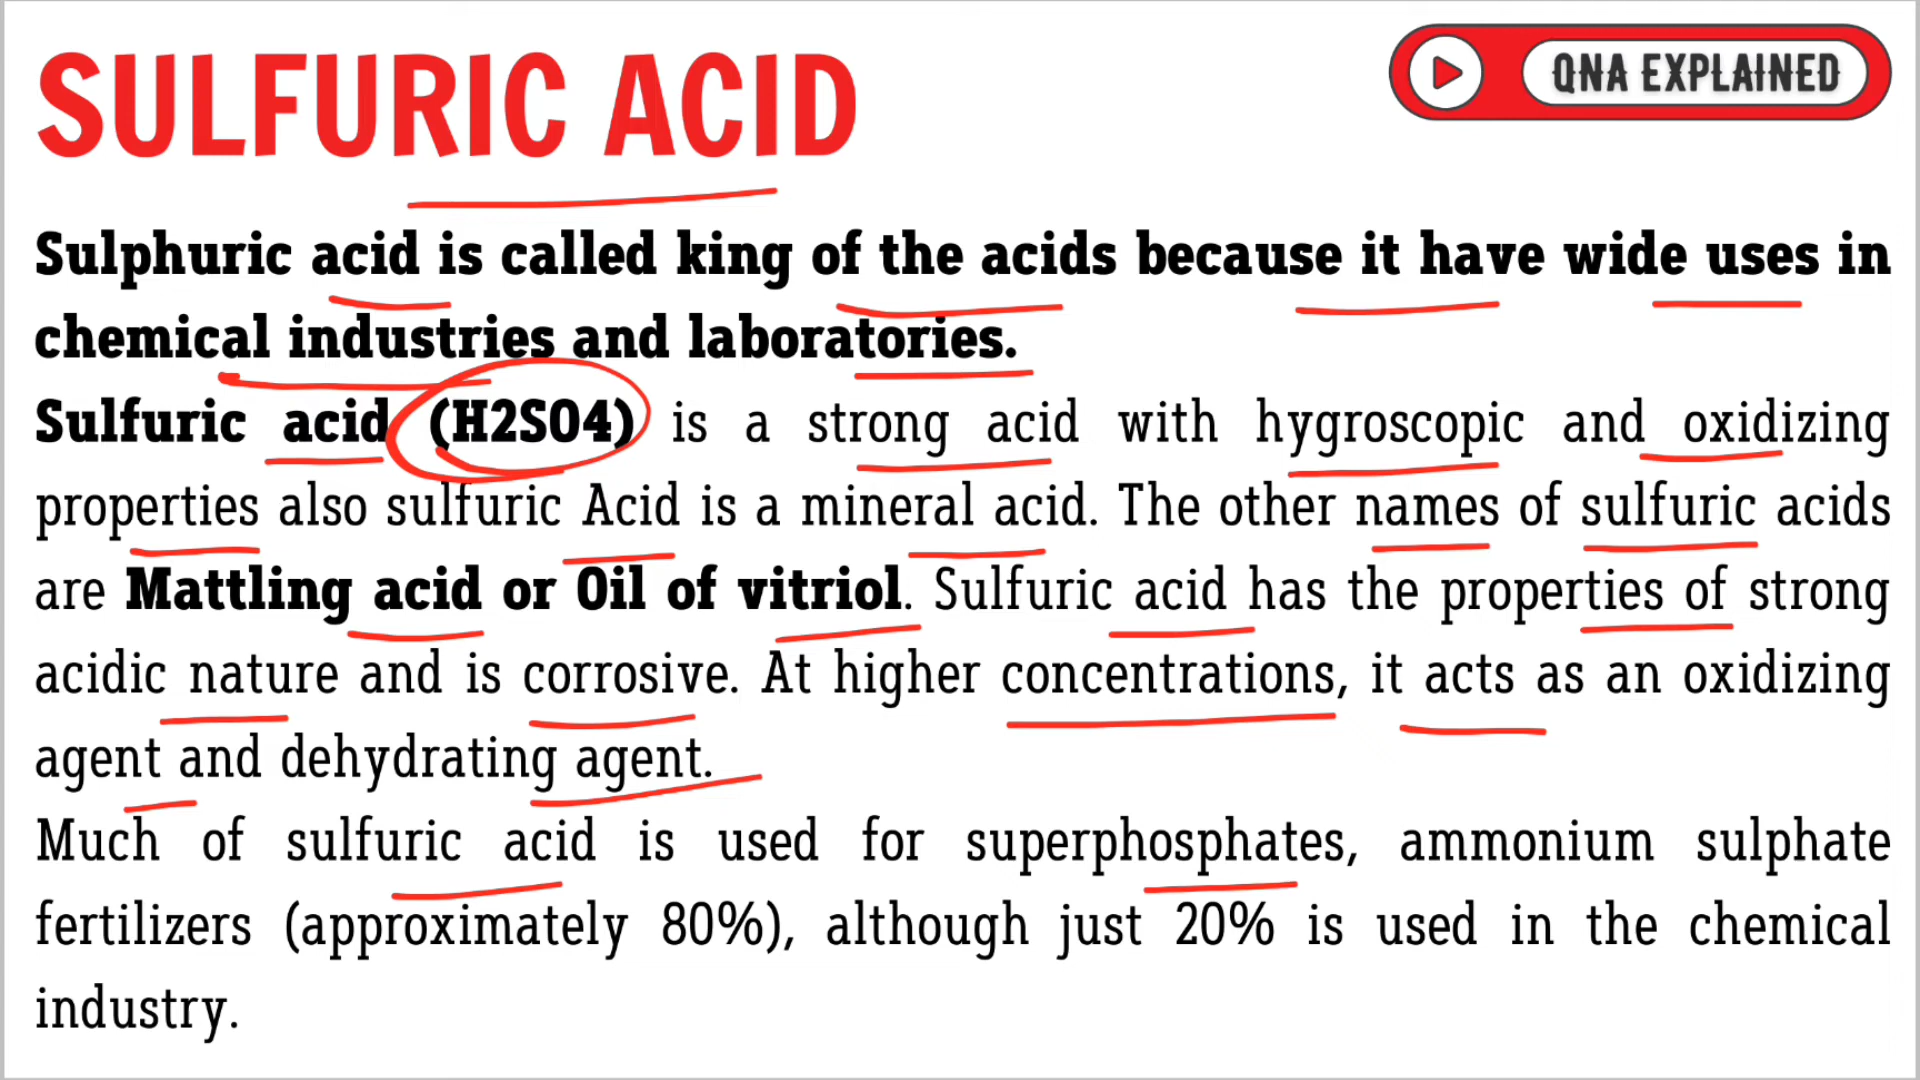 SULFURIC ACID
QNA EXPLAINED
Sulphuric acid is called king of the acids because it have wide uses in
chemical industries and laboratories.
Sulfuric acid (H2SO4) is a strong acid with hygroscopic and oxidizing
properties also sulfuric Acid is a mineral acid. The other names of sulfuric acids
are Mattling acid or Oil of vitriol. Sulfuric acid has the properties of strong
acidic nature and is corrosive. At higher concentrations, it acts as an oxidizing
agent and dehydrating agent.
Much of sulfuric acid is used for superphosphates, ammonium sulphate
fertilizers (approximately 80%), although just 20% is used in the chemical
industry.